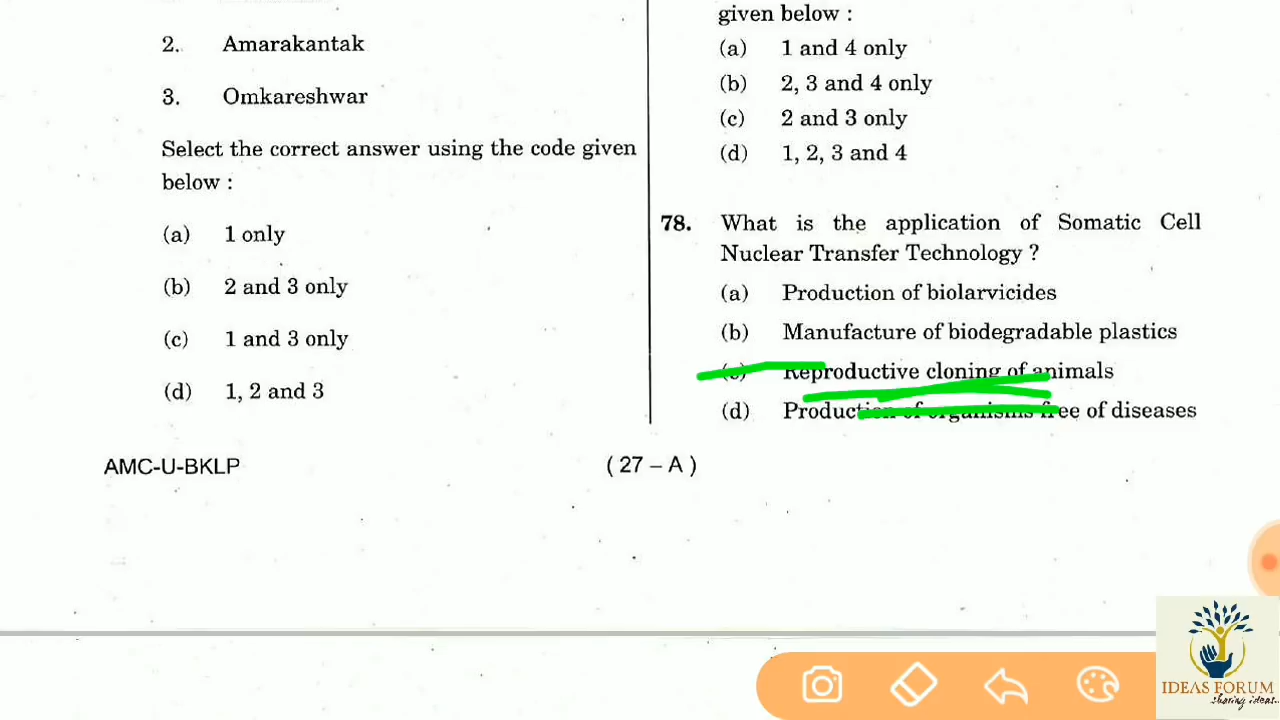 2. Amarakantak
3. Omkareshwar
Select the correct answer using the code given
below :
(a) 1 only
(b) 2 and 3 only
(c) 1 and 3 only
(d) 1, 2 and 3
given below :
(a) 1 and 4 only
(b) 2, 3 and 4 only
(c) 2 and 3 only
(d) 1, 2, 3 and 4
78. What is the application of Somatic Cell
Nuclear Transfer Technology ?
(a) Production of biolarvicides
(b) Manufacture of biodegradable plastics
(c) Reproductive cloning of animals
(d) Production of organisms free of diseases
AMC-U-BKLP
( 27 – A )
IDEAS FORUM
sharing ideas